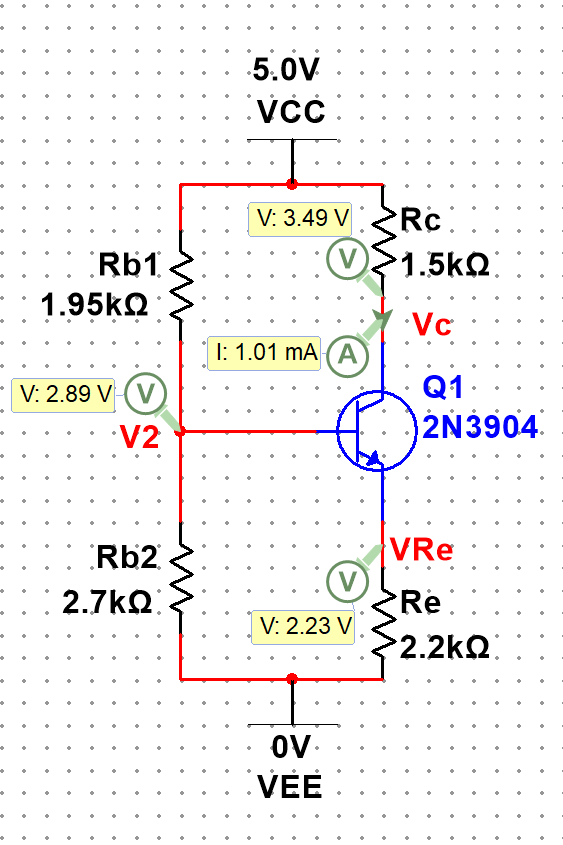 5.0V
VCC
V: 3.49 V
Rc
V
1.5kΩ
Rb1
1.95kΩ
Vc
I: 1.01 mA
A
Q1
2N3904
V: 2.89 V
V
V2
VRe
Rb2
2.7kΩ
V
Re
2.2kΩ
V: 2.23 V
0V
VEE